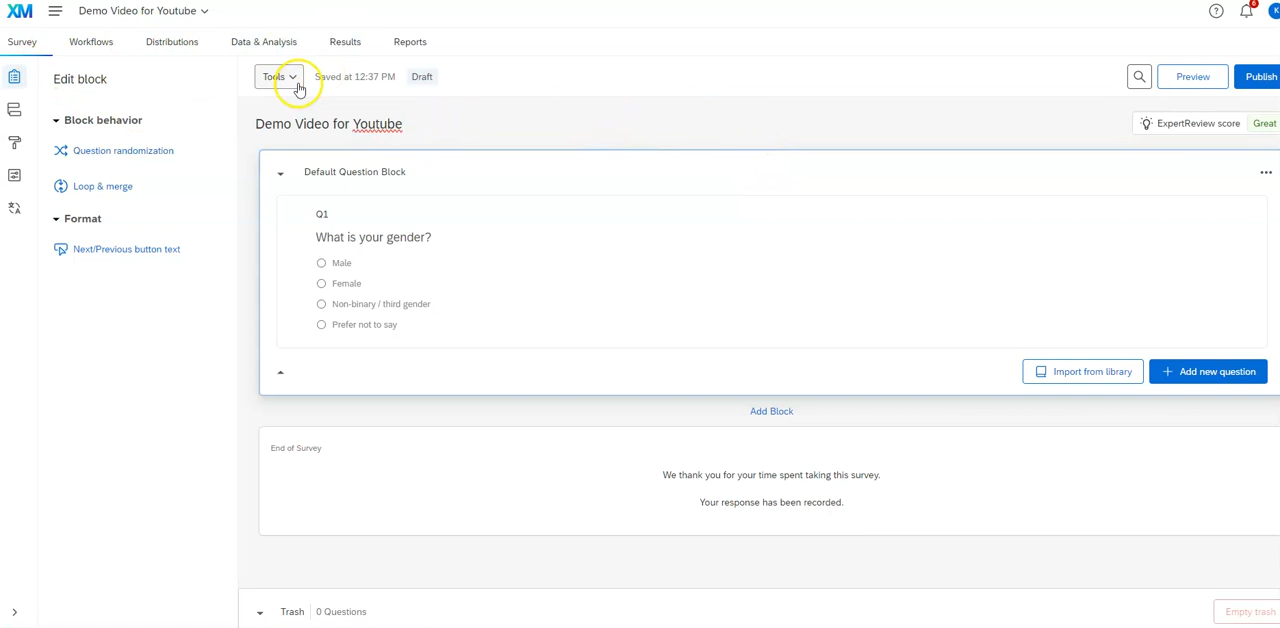 XM Demo Video for Youtube 6 K
Survey Workflows Distributions Data & Analysis Results Reports
Edit block Tools Saved at 12:37 PM Draft Preview Publish
Block behavior Demo Video for Youtube ExpertReview score Great
Question randomization
Loop & merge
Format
Next/Previous button text
Default Question Block
Q1
What is your gender?
Male
Female
Non-binary / third gender
Prefer not to say
Import from library Add new question
Add Block
End of Survey
We thank you for your time spent taking this survey.
Your response has been recorded.
Trash 0 Questions Empty trash